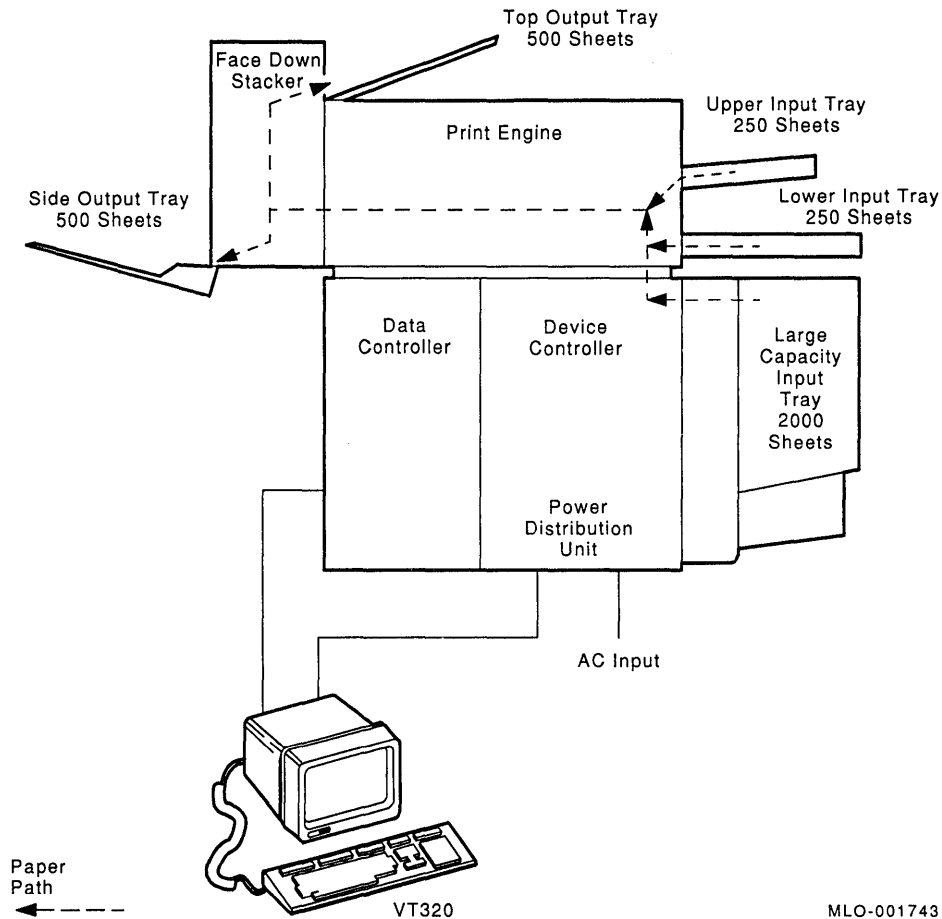 Top Output Tray
500 Sheets
Face Down
Stacker
Print Engine
Upper Input Tray
250 Sheets
Side Output Tray
500 Sheets
Lower Input Tray
250 Sheets
Data
Controller
Device
Controller
Large
Capacity
Input
Tray
2000
Sheets
Power
Distribution
Unit
AC Input
Paper
Path
VT320
MLO-001743